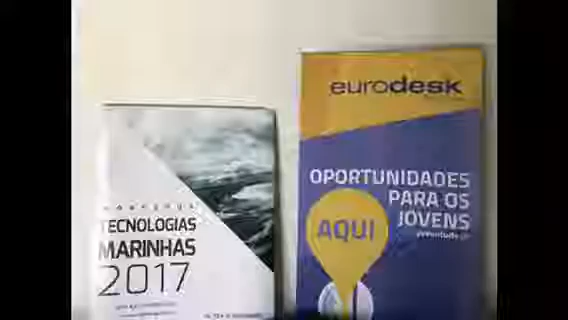 TECNOLOGIAS
MARINHAS
2017
eurodesk
OPORTUNIDADES
PARA OS
JOVENS
AQUI